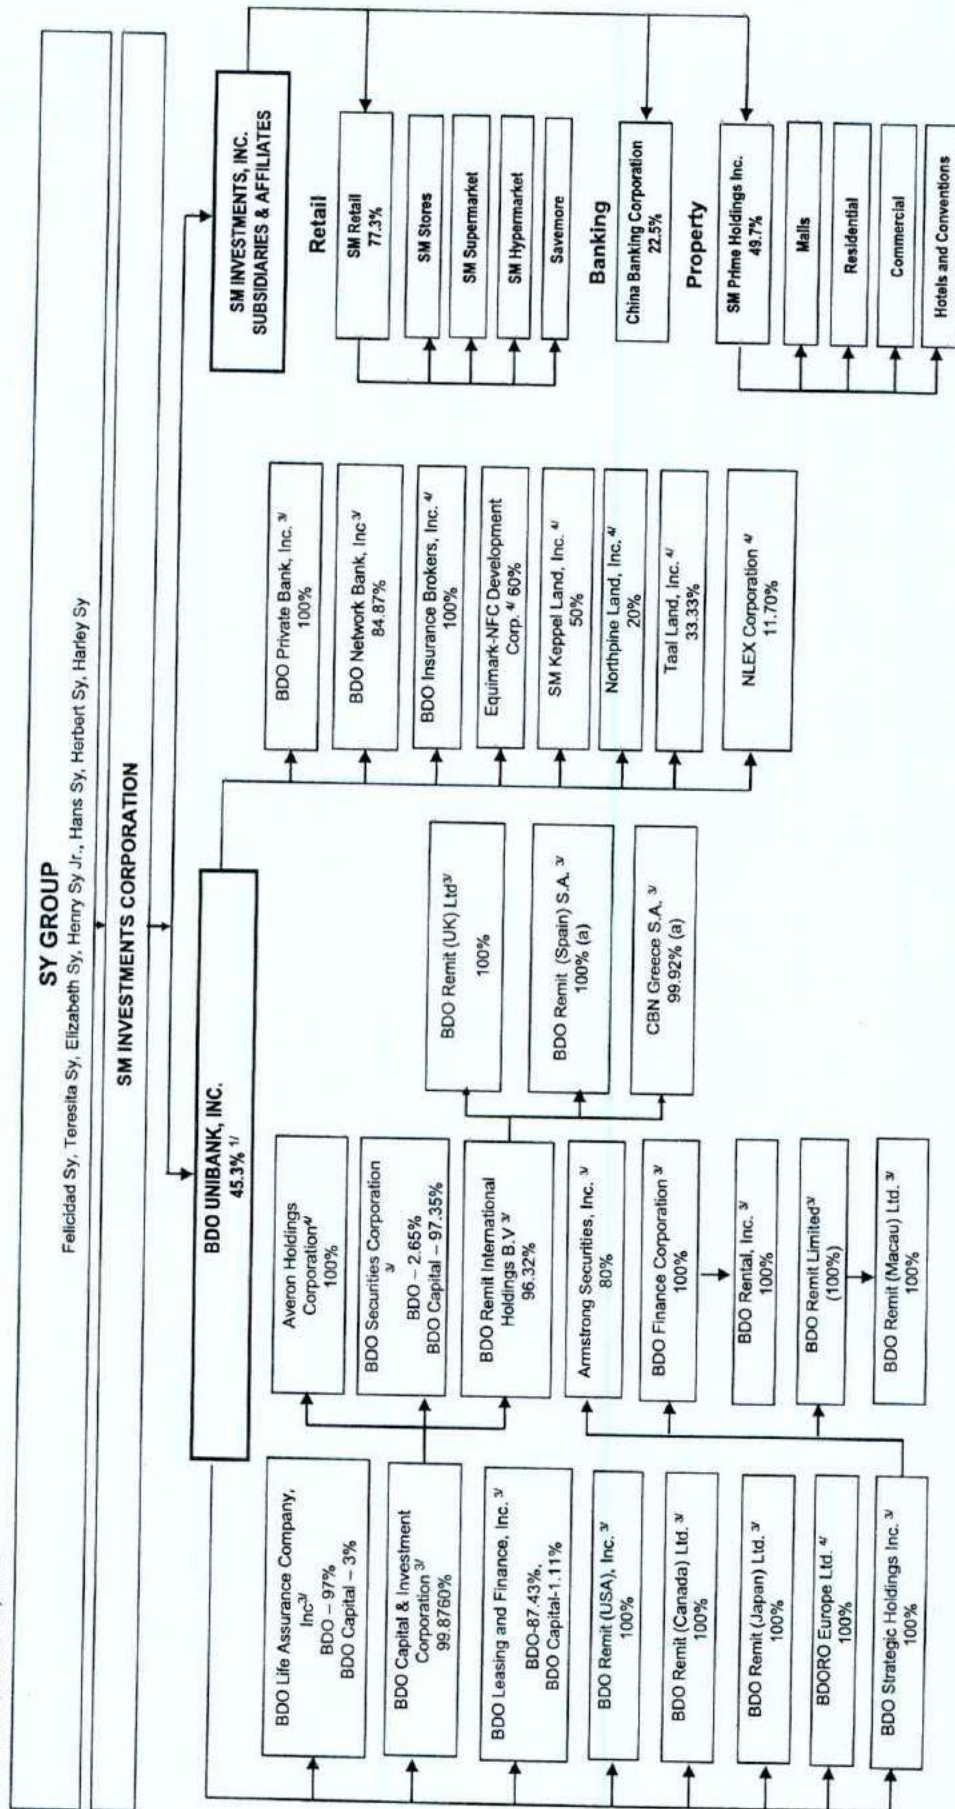 SY GROUP
Felicidad Sy, Teresita Sy, Elizabeth Sy, Henry Sy Jr., Hans Sy, Herbert Sy, Harley Sy
SM INVESTMENTS CORPORATION
BDO UNIBANK, INC.
45.3% 1/
SM INVESTMENTS, INC.
SUBSIDIARIES & AFFILIATES
BDO Life Assurance Company,
Inc3/
BDO – 97%
BDO Capital – 3%
BDO Capital & Investment
Corporation 3/
99.8760%
BDO Leasing and Finance, Inc. 3/
BDO-87.43%,
BDO Capital-1.11%
BDO Remit (USA), Inc. 3/
100%
BDO Remit (Canada) Ltd. 3/
100%
BDO Remit (Japan) Ltd. 3/
100%
BDORO Europe Ltd. 4/
100%
BDO Strategic Holdings Inc. 3/
100%
Averon Holdings
Corporation4/
100%
BDO Securities Corporation
3/
BDO – 2.65%
BDO Capital – 97.35%
BDO Remit International
Holdings B.V 3/
96.32%
Armstrong Securities, Inc. 3/
80%
BDO Finance Corporation 3/
100%
BDO Rental, Inc. 3/
100%
BDO Remit Limited3/
(100%)
BDO Remit (Macau) Ltd. 3/
100%
BDO Remit (UK) Ltd3/
100%
BDO Remit (Spain) S.A. 3/
100% (a)
CBN Greece S.A. 3/
99.92% (a)
BDO Private Bank, Inc. 3/
100%
BDO Network Bank, Inc 3/
84.87%
BDO Insurance Brokers, Inc. 4/
100%
Equimark-NFC Development
Corp. 4/ 60%
SM Keppel Land, Inc. 4/
50%
Northpine Land, Inc. 4/
20%
Taal Land, Inc. 4/
33.33%
NLEX Corporation 4/
11.70%
Retail
SM Retail
77.3%
SM Stores
SM Supermarket
SM Hypermarket
Savemore
Banking
China Banking Corporation
22.5%
Property
SM Prime Holdings Inc.
49.7%
Malls
Residential
Commercial
Hotels and Conventions